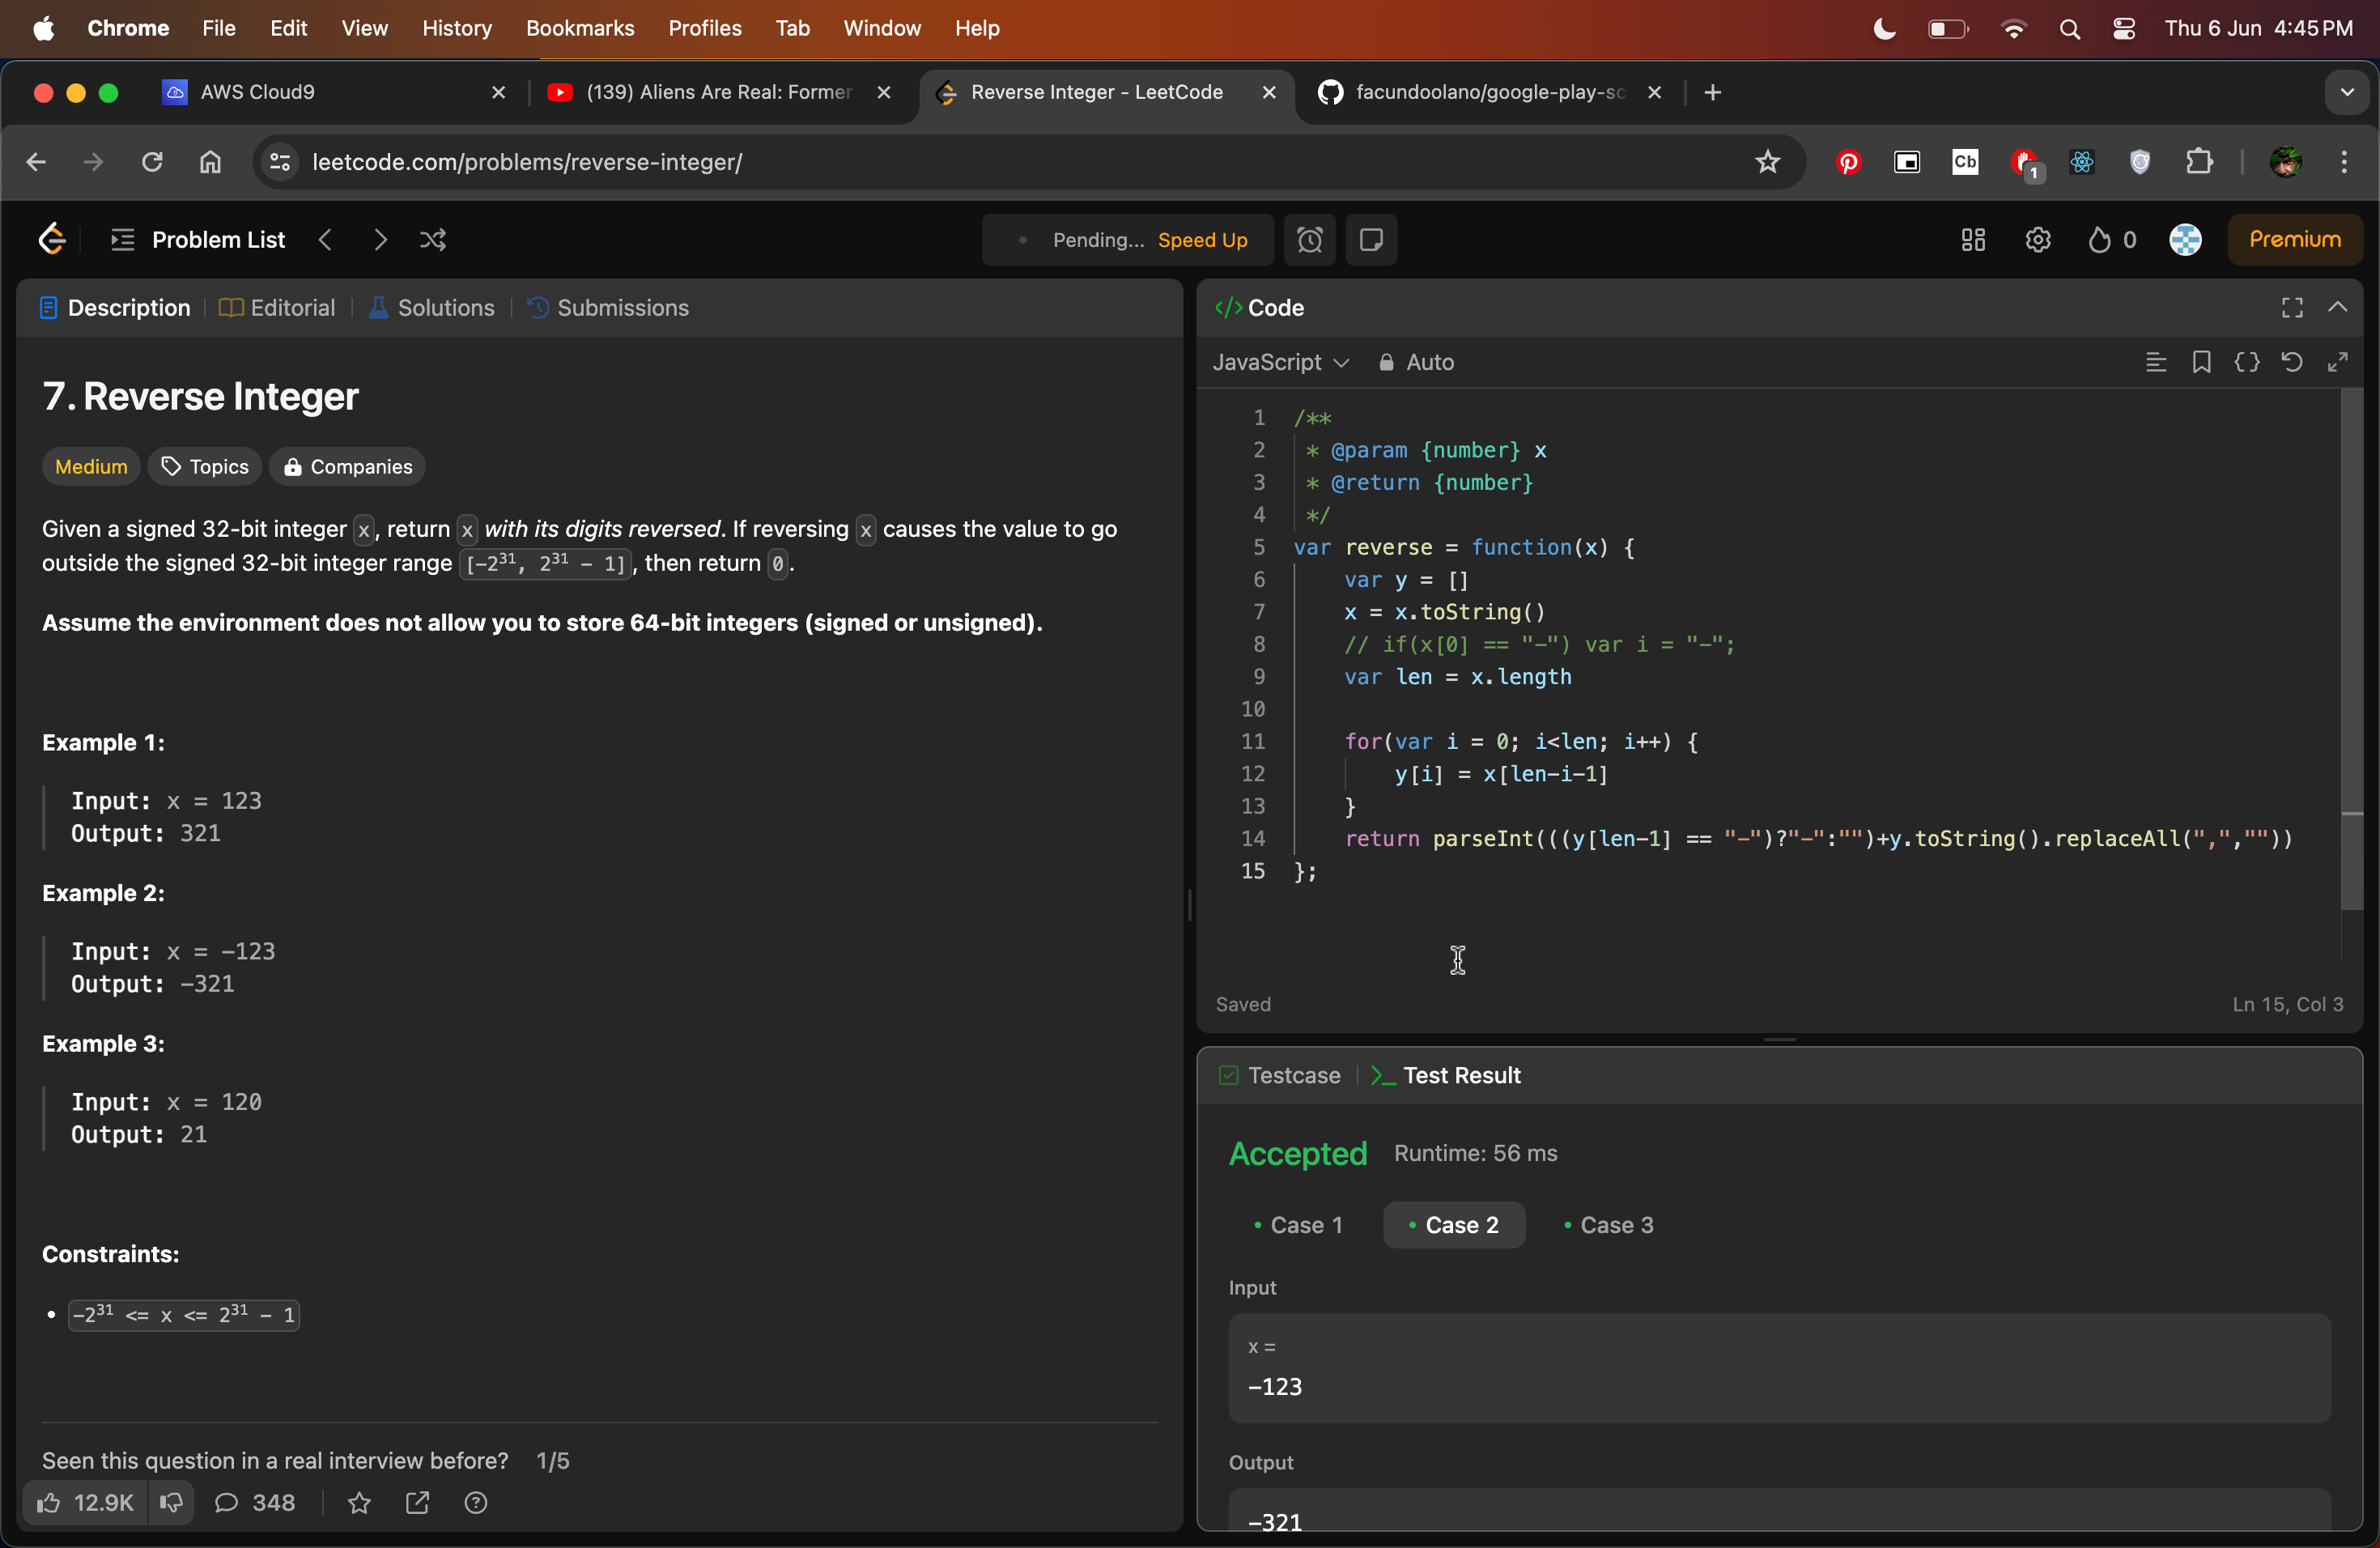 Chrome File Edit View History Bookmarks Profiles Tab Window Help Thu 6 Jun 4:45 PM
AWS Cloud9 (139) Aliens Are Real: Former Reverse Integer - LeetCode facundoolano/google-play-sc
leetcode.com/problems/reverse-integer/ Cb 1
Problem List Pending... Speed Up 0 Premium
Description Editorial Solutions Submissions
7. Reverse Integer
Medium Topics Companies
Given a signed 32-bit integer x, return x with its digits reversed. If reversing x causes the value to go
outside the signed 32-bit integer range [-2³¹, 2³¹ - 1], then return 0.
Assume the environment does not allow you to store 64-bit integers (signed or unsigned).
Example 1:
Input: x = 123
Output: 321
Example 2:
Input: x = -123
Output: -321
Example 3:
Input: x = 120
Output: 21
Constraints:
• -2³¹ <= x <= 2³¹ - 1
Seen this question in a real interview before? 1/5
12.9K 348
</> Code
JavaScript Auto
1 /**
2 * @param {number} x
3 * @return {number}
4 */
5 var reverse = function(x) {
6 var y = []
7 x = x.toString()
8 // if(x[0] == "-") var i = "-";
9 var len = x.length
10
11 for(var i = 0; i<len; i++) {
12 y[i] = x[len-i-1]
13 }
14 return parseInt(((y[len-1] == "-")?"-":"")+y.toString().replaceAll(",",""))
15 };
Saved Ln 15, Col 3
Testcase >_ Test Result
Accepted Runtime: 56 ms
• Case 1 • Case 2 • Case 3
Input
x =
-123
Output
-321